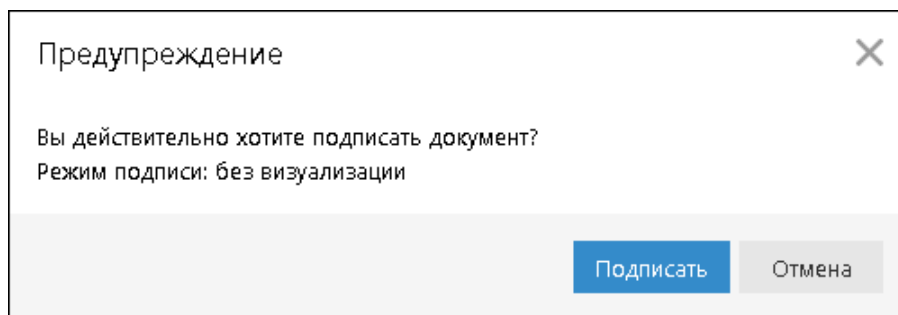 Предупреждение
Вы действительно хотите подписать документ?
Режим подписи: без визуализации
Подписать
Отмена